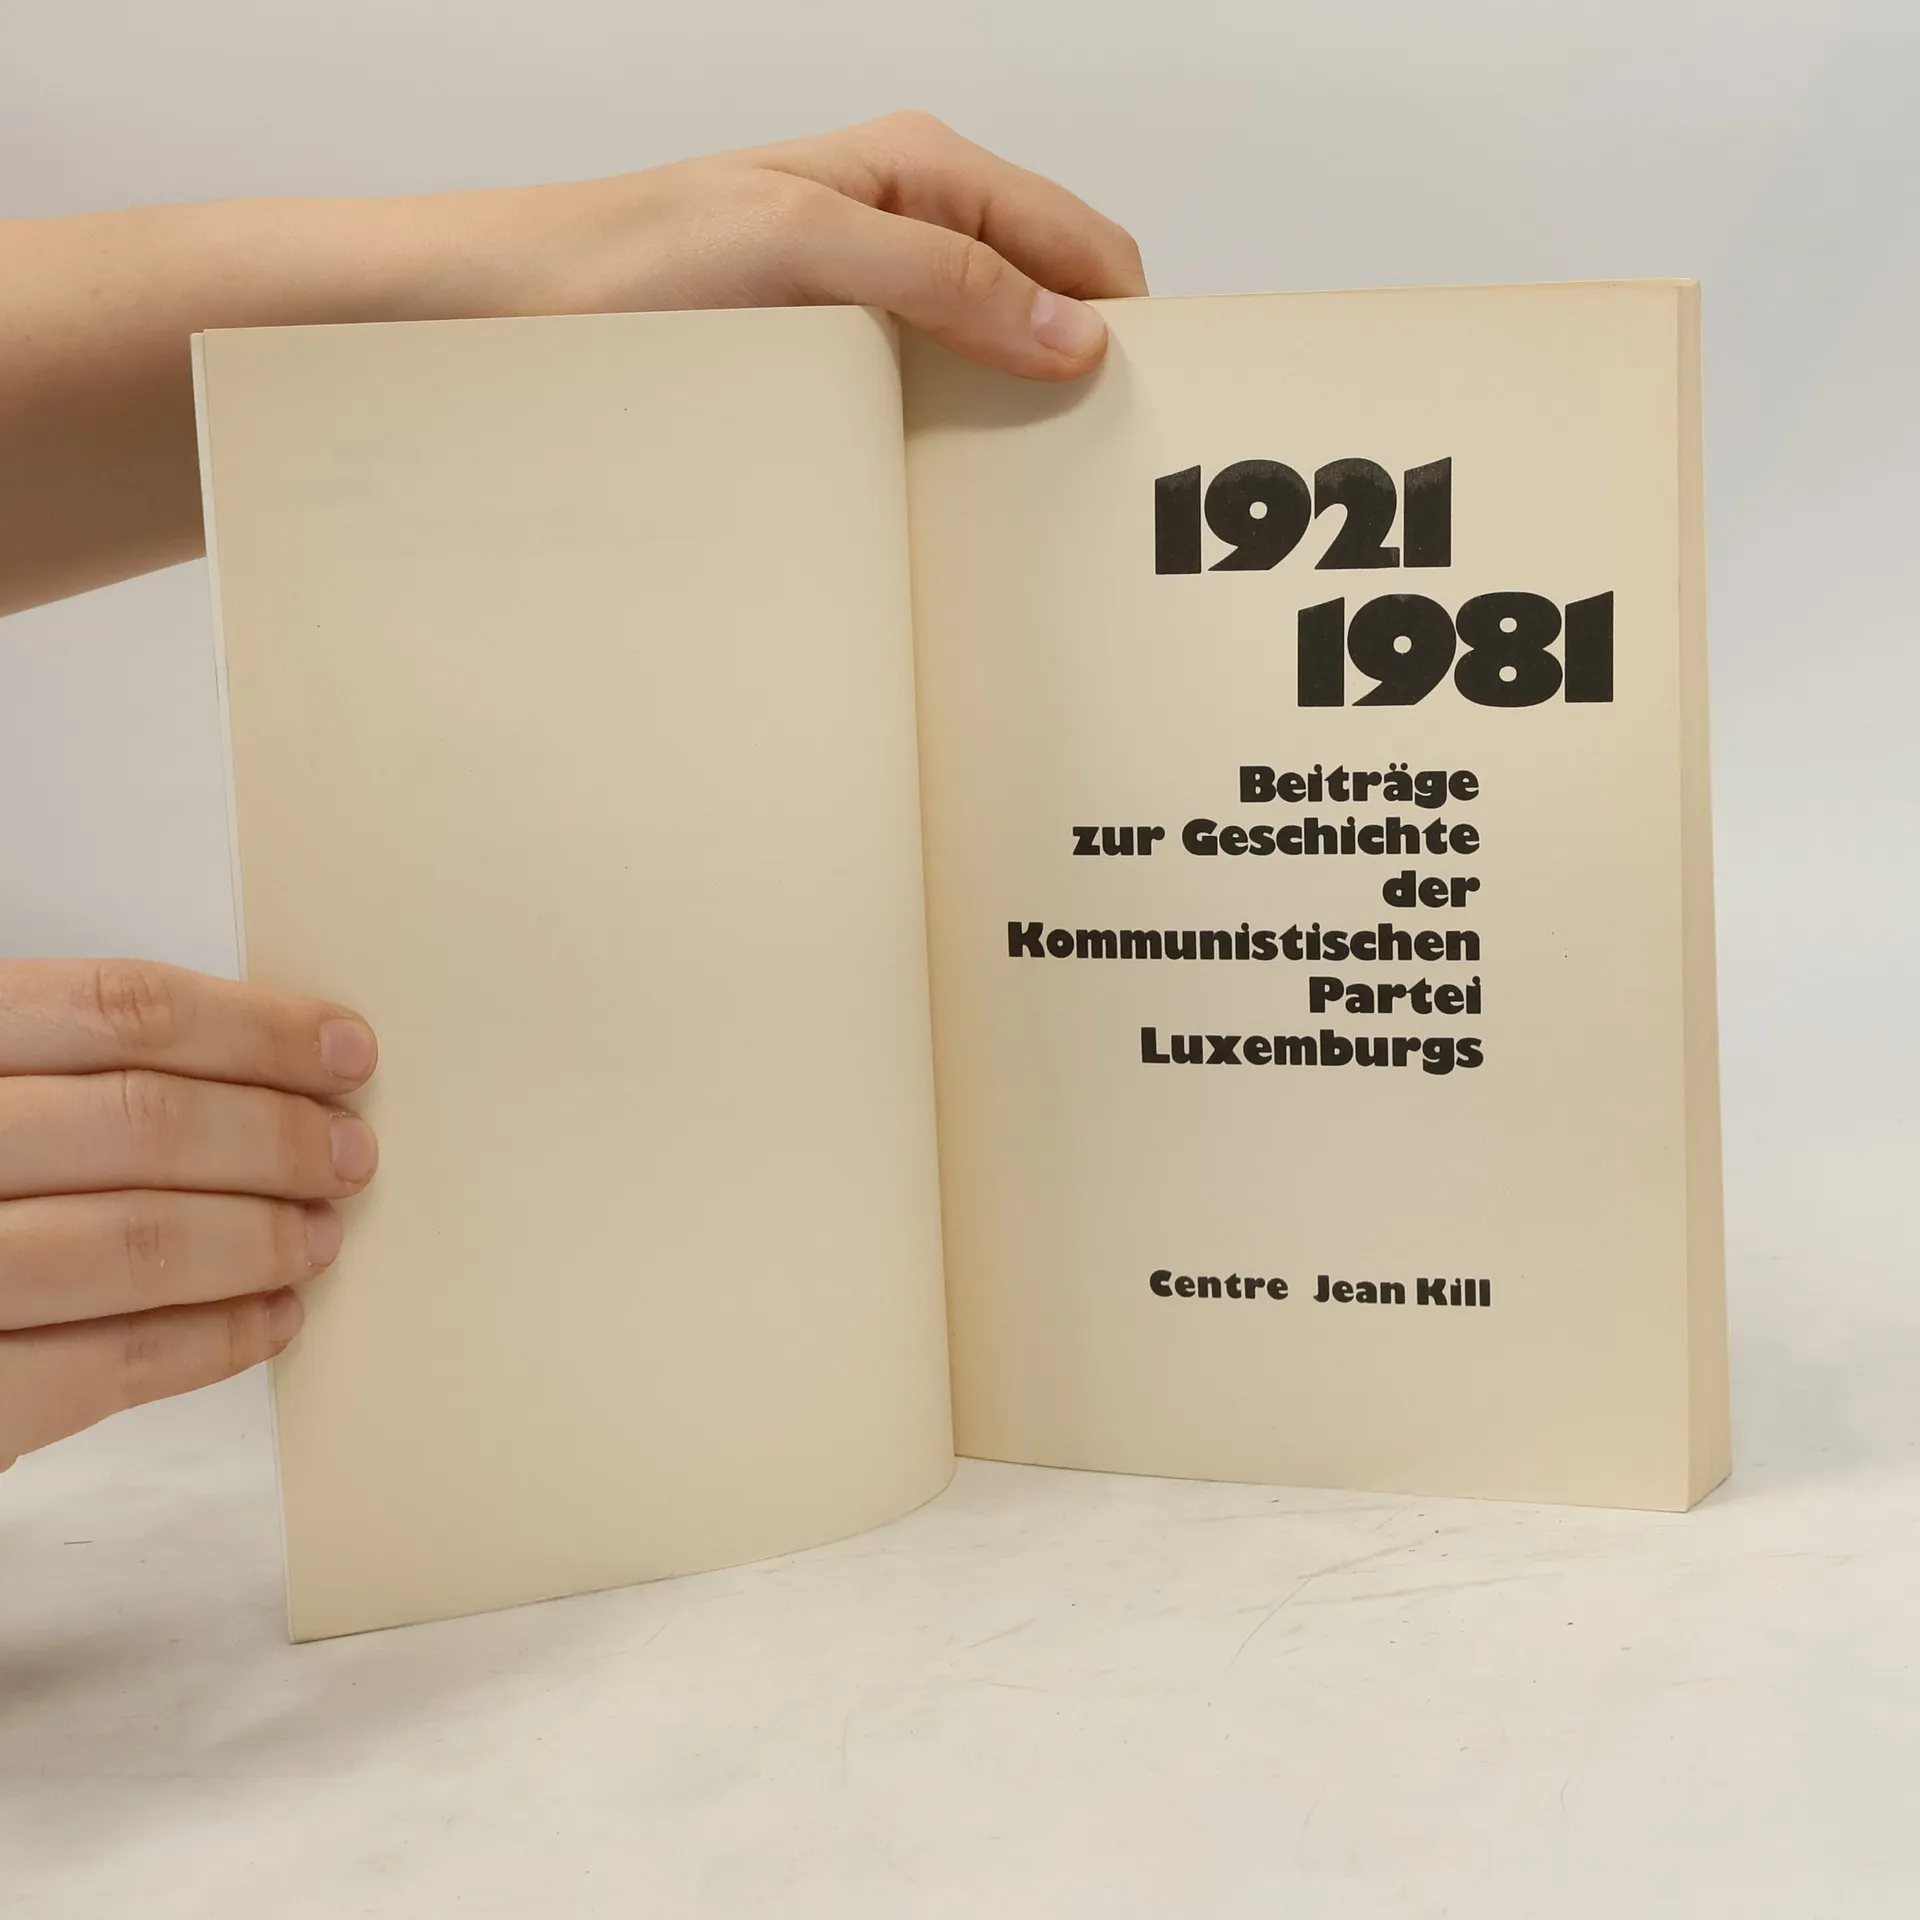 1921
1981
Beiträge
zur Geschichte
der
Kommunistischen
Partei
Luxemburgs
Centre Jean Kill